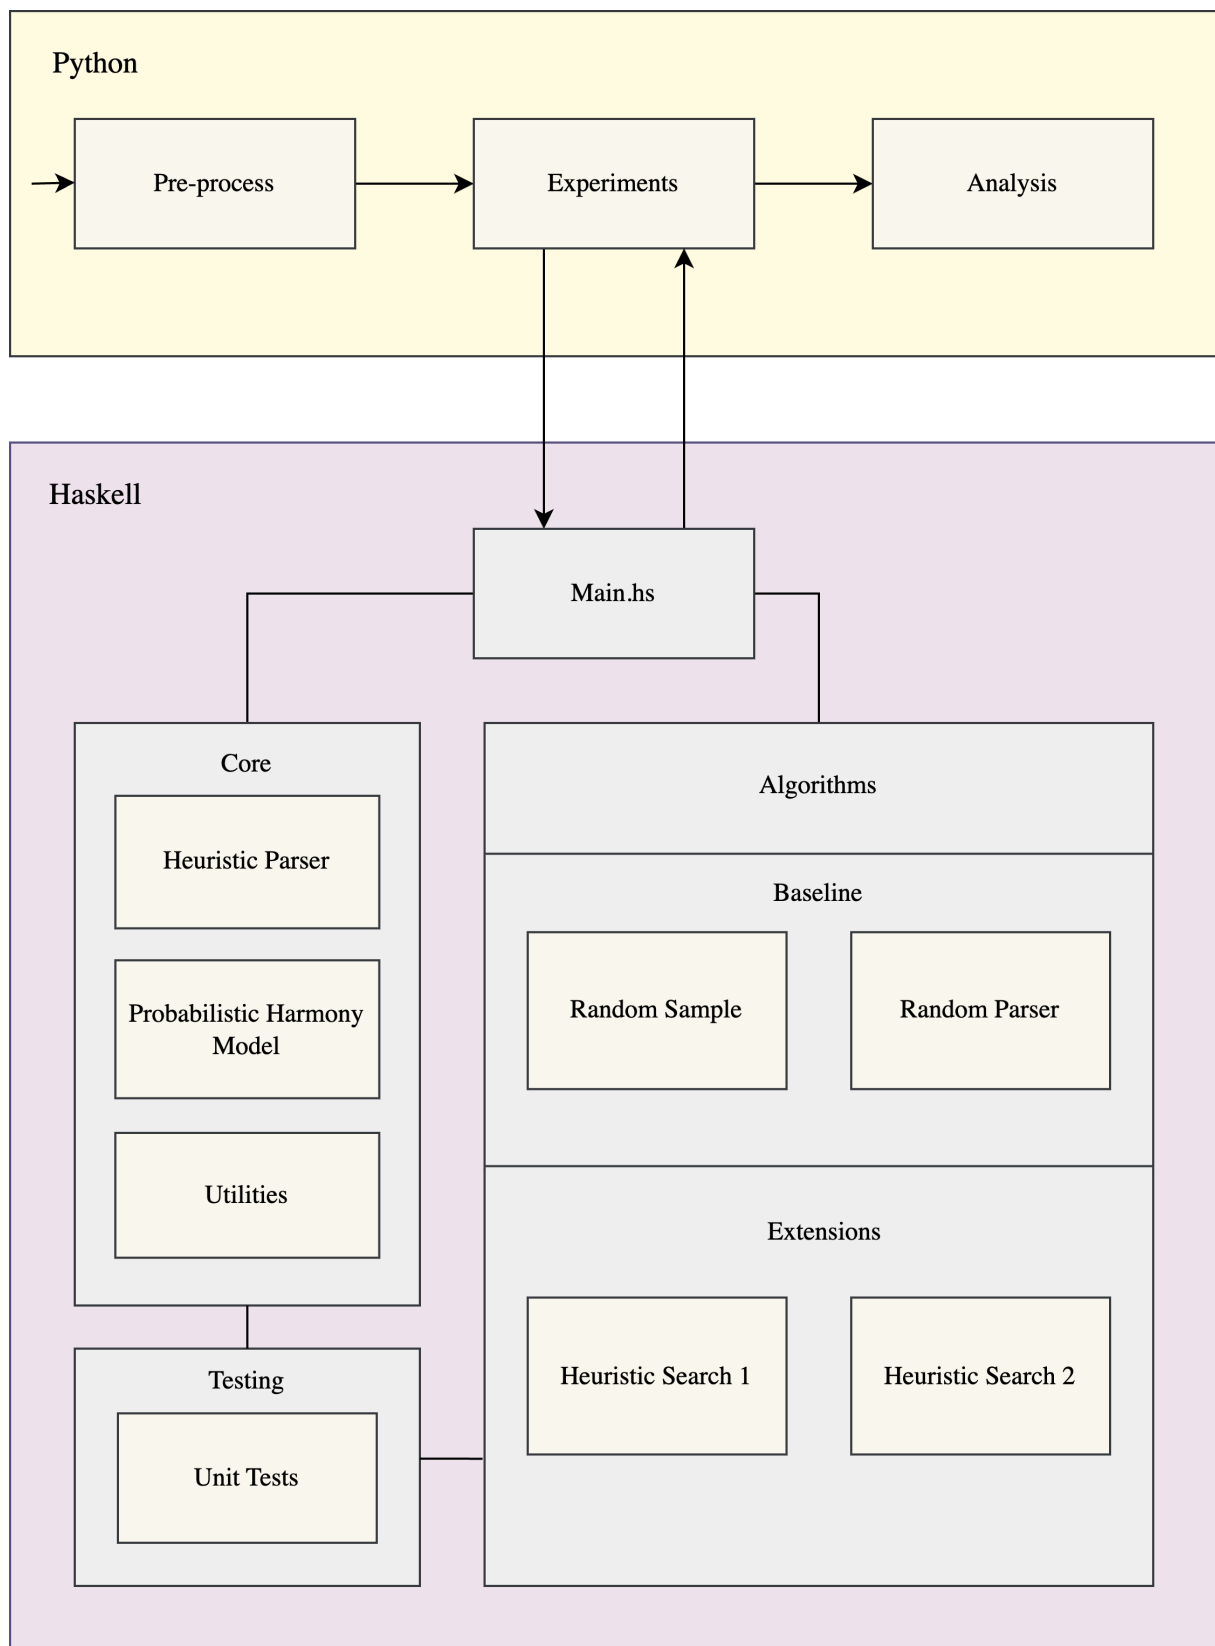 Python
Pre-process
Experiments
Analysis
Haskell
Main.hs
Core
Heuristic Parser
Probabilistic Harmony
Model
Utilities
Testing
Unit Tests
Algorithms
Baseline
Random Sample
Random Parser
Extensions
Heuristic Search 1
Heuristic Search 2